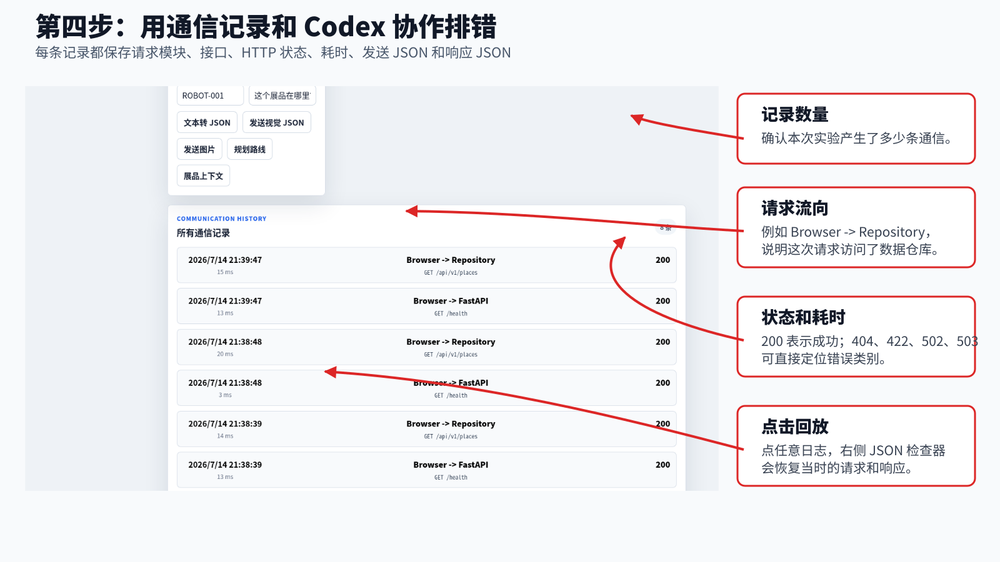 第四步：用通信记录和 Codex 协作排错
每条记录都保存请求模块、接口、HTTP 状态、耗时、发送 JSON 和响应 JSON
ROBOT-001
这个展品在哪里
文本转 JSON
发送视觉 JSON
发送图片
规划路线
展品上下文
COMMUNICATION HISTORY
所有通信记录
8 条
2026/7/14 21:39:47
15 ms
Browser -> Repository
GET /api/v1/places
200
2026/7/14 21:39:47
13 ms
Browser -> FastAPI
GET /health
200
2026/7/14 21:38:48
20 ms
Browser -> Repository
GET /api/v1/places
200
2026/7/14 21:38:48
3 ms
Browser -> FastAPI
GET /health
200
2026/7/14 21:38:39
14 ms
Browser -> Repository
GET /api/v1/places
200
2026/7/14 21:38:39
13 ms
Browser -> FastAPI
GET /health
200
记录数量
确认本次实验产生了多少条通信。
请求流向
例如 Browser -> Repository，
说明这次请求访问了数据仓库。
状态和耗时
200 表示成功；404、422、502、503
可直接定位错误类别。
点击回放
点任意日志，右侧 JSON 检查器
会恢复当时的请求和响应。